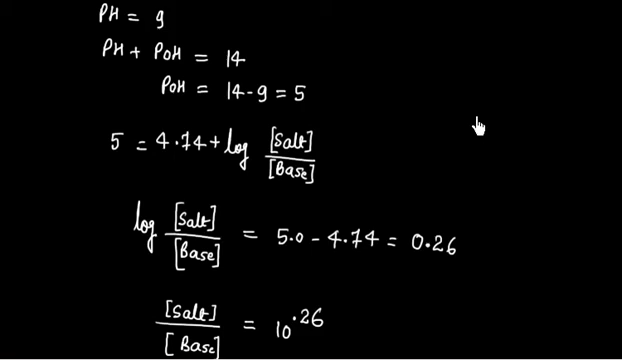 PH = 9
PH + POH = 14
POH = 14-9 = 5
5 = 4.74 + log [Salt]/[Base]
log [Salt]/[Base] = 5.0 - 4.74 = 0.26
[Salt]/[Base] = 10^.26